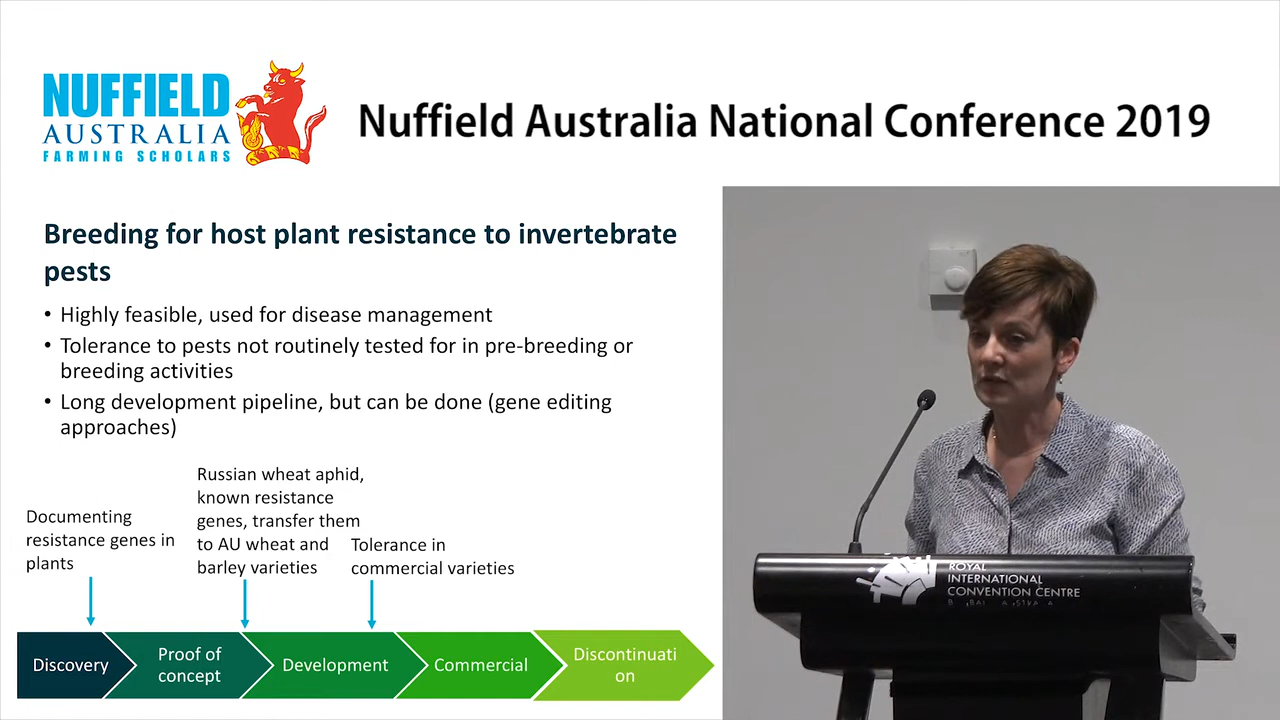 NUFFIELD
AUSTRALIA
FARMING SCHOLARS
Nuffield Australia National Conference 2019
Breeding for host plant resistance to invertebrate
pests
• Highly feasible, used for disease management
• Tolerance to pests not routinely tested for in pre-breeding or
breeding activities
• Long development pipeline, but can be done (gene editing
approaches)
Documenting
resistance genes in
plants
Russian wheat aphid,
known resistance
genes, transfer them
to AU wheat and
barley varieties
Tolerance in
commercial varieties
Discovery
Proof of
concept
Development
Commercial
Discontinuati
on
ROYAL
INTERNATIONAL
CONVENTION CENTRE